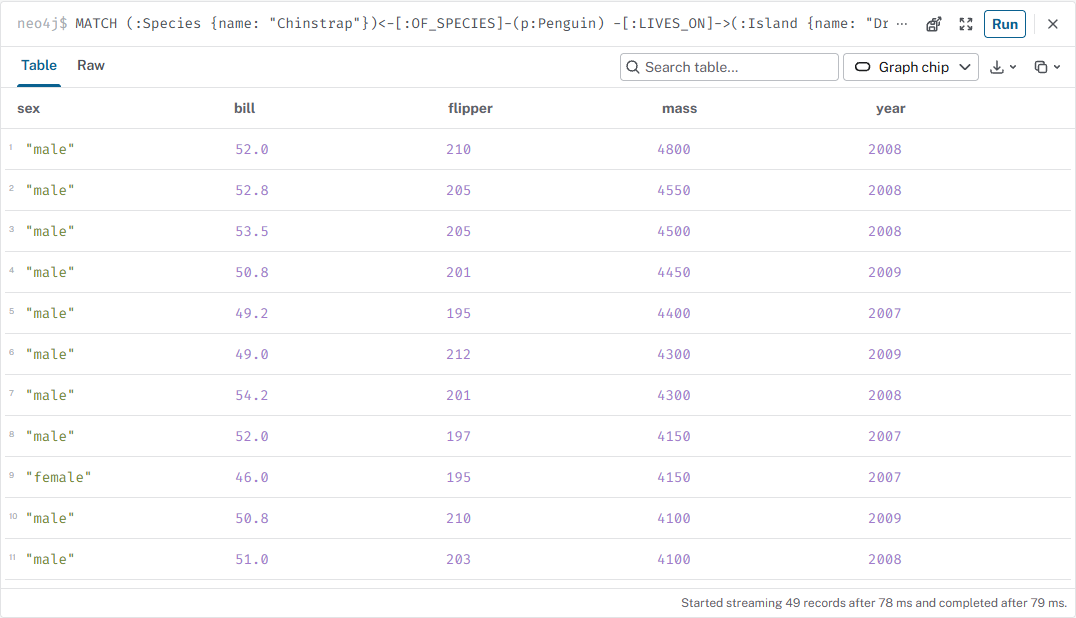 neo4j$ MATCH (:Species {name: "Chinstrap"})<-[:OF_SPECIES]-(p:Penguin) -[:LIVES_ON]->(:Island {name: "Dr ··· Run
Table Raw Search table... Graph chip
sex bill flipper mass year
1 "male" 52.0 210 4800 2008
2 "male" 52.8 205 4550 2008
3 "male" 53.5 205 4500 2008
4 "male" 50.8 201 4450 2009
5 "male" 49.2 195 4400 2007
6 "male" 49.0 212 4300 2009
7 "male" 54.2 201 4300 2008
8 "male" 52.0 197 4150 2007
9 "female" 46.0 195 4150 2007
10 "male" 50.8 210 4100 2009
11 "male" 51.0 203 4100 2008
Started streaming 49 records after 78 ms and completed after 79 ms.